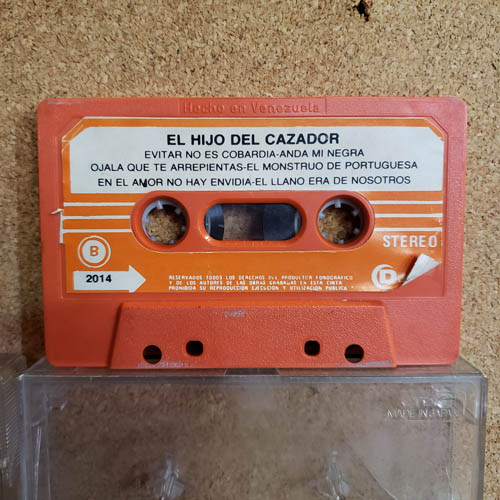 Hecho en Venezuela
EL HIJO DEL CAZADOR
EVITAR NO ES COBARDIA-ANDA MI NEGRA
OJALA QUE TE ARREPIENTAS-EL MONSTRUO DE PORTUGUESA
EN EL AMOR NO HAY ENVIDIA-EL LLANO ERA DE NOSOTROS
B
STEREO
2014
RESERVADOS TODOS LOS DERECHOS DEL PRODUCTOR FONOGRAFICO
Y DE LOS AUTORES DE LAS OBRAS GRABADAS EN ESTA CINTA
PROHIBIDA SU REPRODUCCION EJECUCION Y UTILIZACION PUBLICA
MADE IN JAPAN